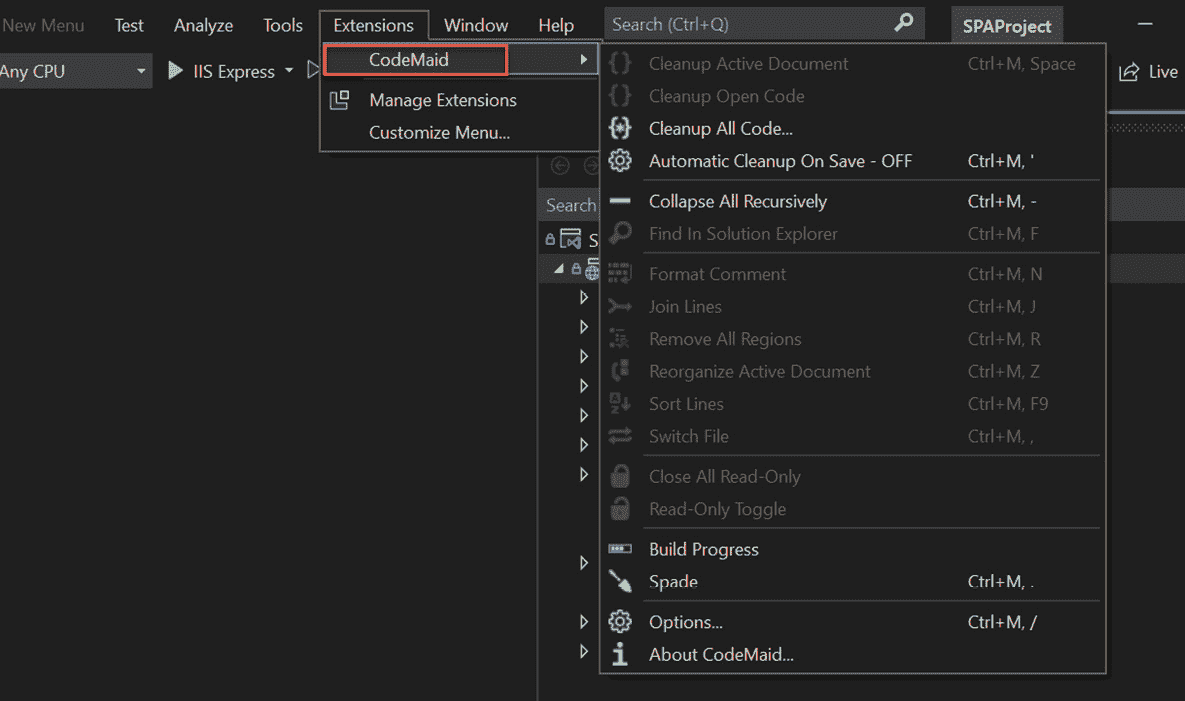 New Menu Test Analyze Tools Extensions Window Help Search (Ctrl+Q) SPAProject
Any CPU IIS Express Live
CodeMaid
Manage Extensions
Customize Menu...
Cleanup Active Document Ctrl+M, Space
Cleanup Open Code
Cleanup All Code...
Automatic Cleanup On Save - OFF Ctrl+M, '
Collapse All Recursively Ctrl+M, -
Find In Solution Explorer Ctrl+M, F
Format Comment Ctrl+M, N
Join Lines Ctrl+M, J
Remove All Regions Ctrl+M, R
Reorganize Active Document Ctrl+M, Z
Sort Lines Ctrl+M, F9
Switch File Ctrl+M, ,
Close All Read-Only
Read-Only Toggle
Build Progress
Spade Ctrl+M, .
Options... Ctrl+M, /
About CodeMaid...
Search
S